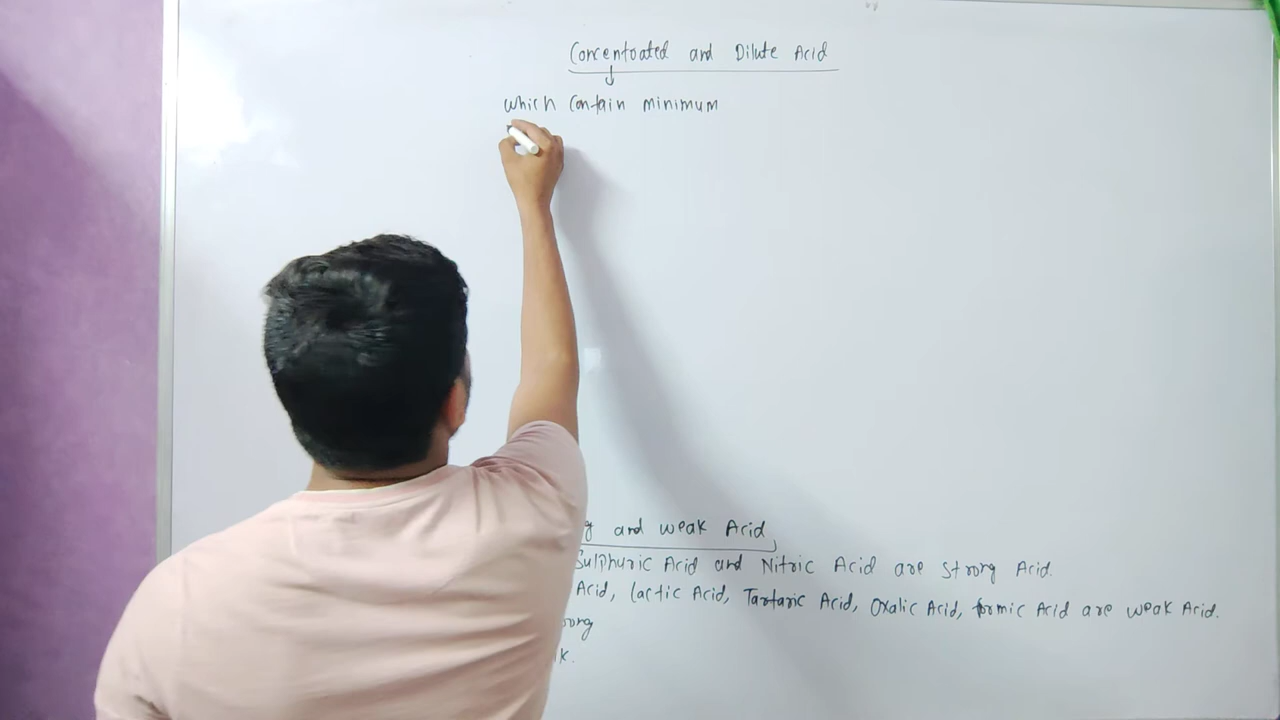 Concentoated and Dilute Acid
which contain minimum
and weak Acid
Sulphuric Acid and Nitric Acid are strong Acid.
Acid, lactic Acid, Tartaric Acid, Oxalic Acid, formic Acid are weak Acid.